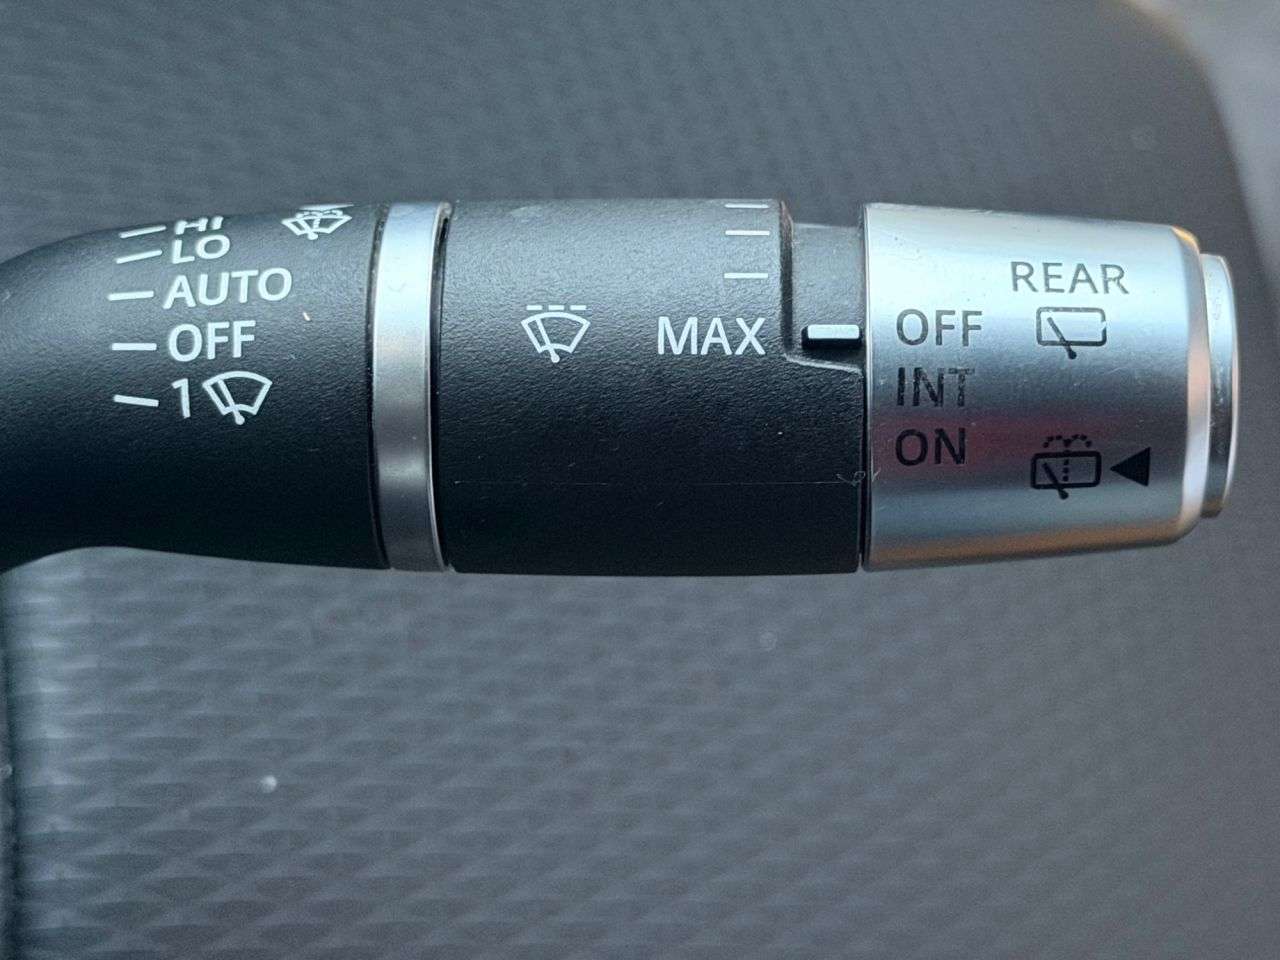 HI
LO
AUTO
OFF
1
MAX
REAR
OFF
INT
ON